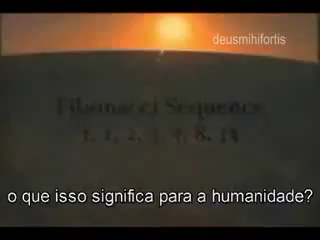 deusmihifortis
Fibonacci Sequence
o que isso significa para a humanidade?